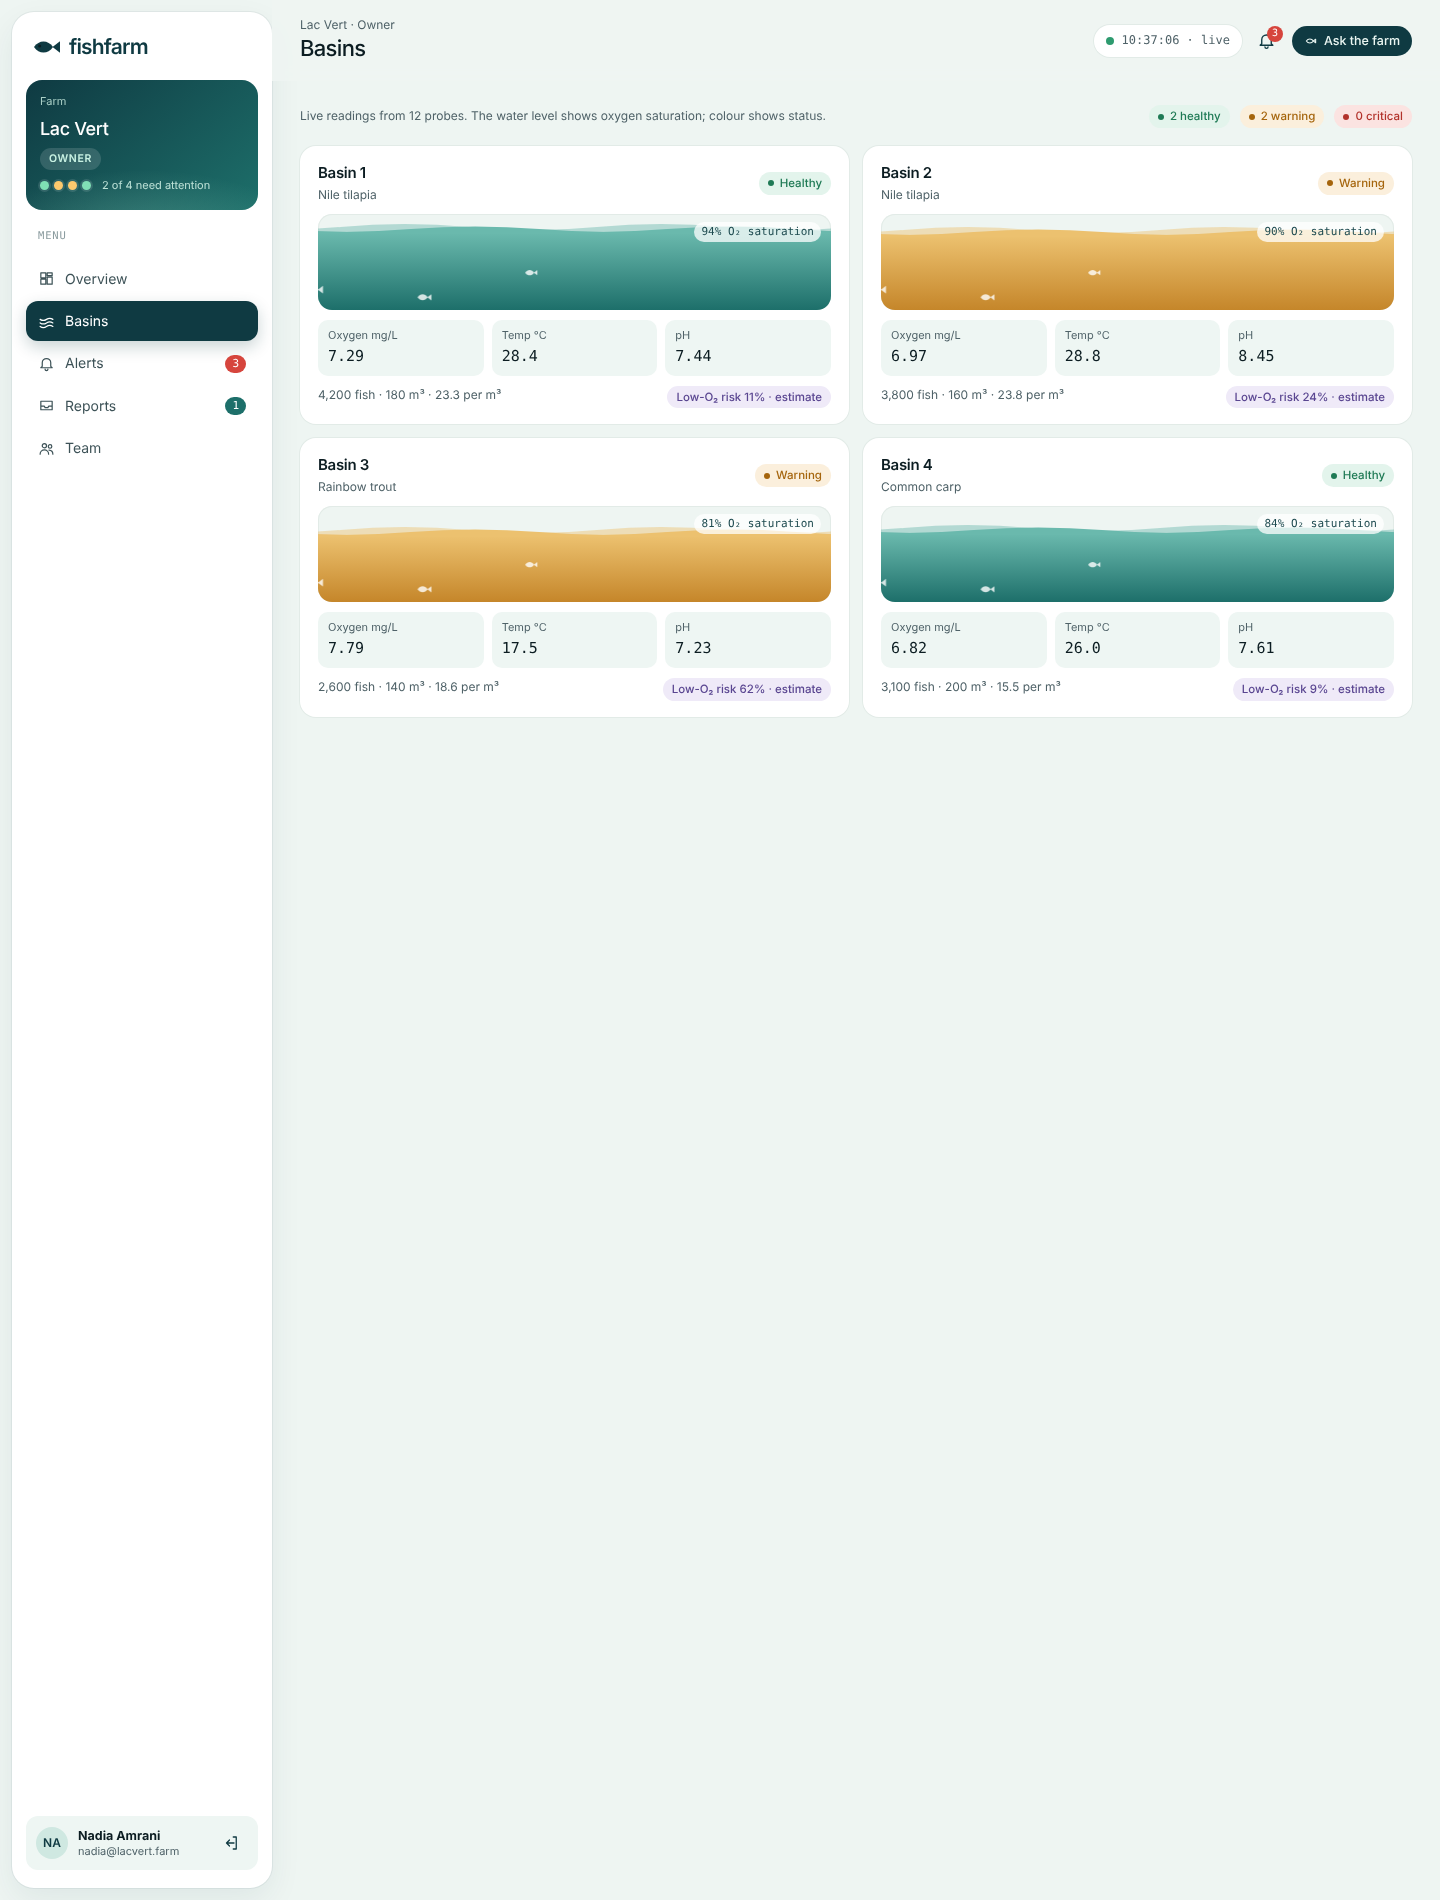 fishfarm
Farm
Lac Vert
OWNER
2 of 4 need attention
MENU
Overview
Basins
Alerts 3
Reports 1
Team
NA
Nadia Amrani
nadia@lacvert.farm
Lac Vert · Owner
Basins
10:37:06 · live
3
Ask the farm
Live readings from 12 probes. The water level shows oxygen saturation; colour shows status.
2 healthy
2 warning
0 critical
Basin 1
Nile tilapia
Healthy
94% O₂ saturation
Oxygen mg/L
7.29
Temp °C
28.4
pH
7.44
4,200 fish · 180 m³ · 23.3 per m³
Low-O₂ risk 11% · estimate
Basin 2
Nile tilapia
Warning
90% O₂ saturation
Oxygen mg/L
6.97
Temp °C
28.8
pH
8.45
3,800 fish · 160 m³ · 23.8 per m³
Low-O₂ risk 24% · estimate
Basin 3
Rainbow trout
Warning
81% O₂ saturation
Oxygen mg/L
7.79
Temp °C
17.5
pH
7.23
2,600 fish · 140 m³ · 18.6 per m³
Low-O₂ risk 62% · estimate
Basin 4
Common carp
Healthy
84% O₂ saturation
Oxygen mg/L
6.82
Temp °C
26.0
pH
7.61
3,100 fish · 200 m³ · 15.5 per m³
Low-O₂ risk 9% · estimate